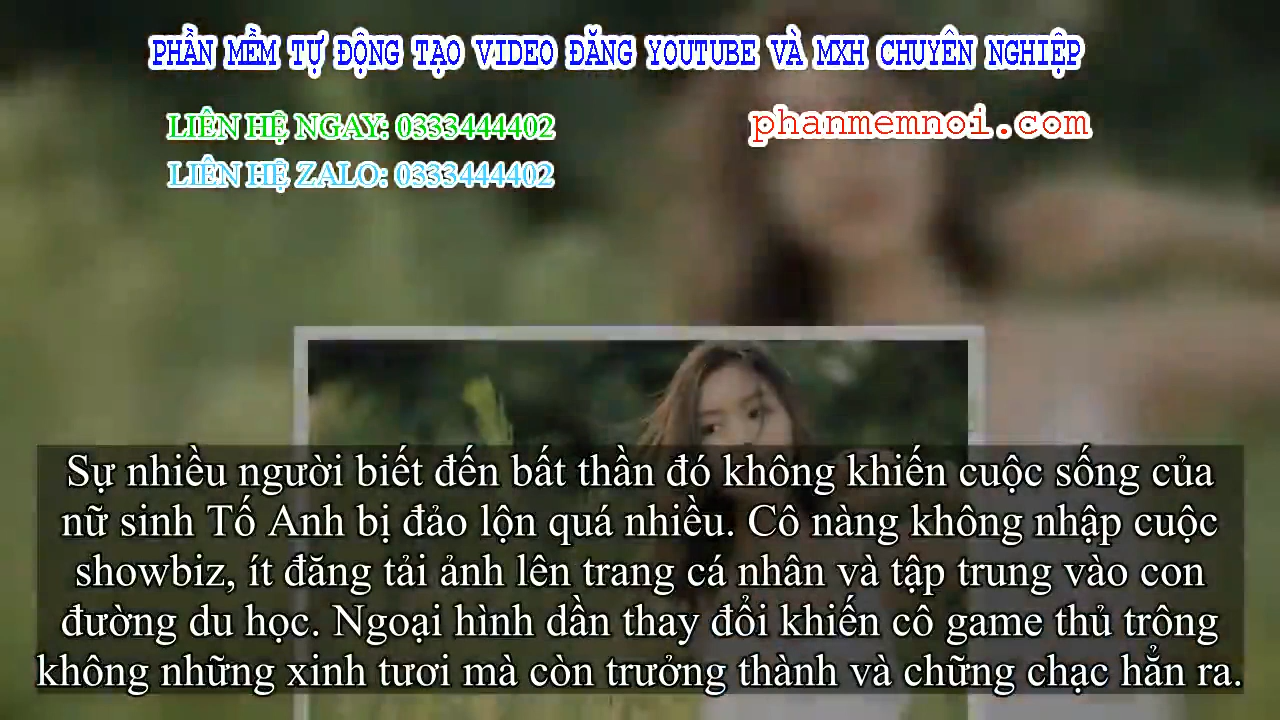 PHẦN MỀM TỰ ĐỘNG TẠO VIDEO ĐĂNG YOUTUBE VÀ MXH CHUYÊN NGHIỆP
LIÊN HỆ NGAY: 0333444402
phanmemnoi.com
LIÊN HỆ ZALO: 0333444402
Sự nhiều người biết đến bất thần đó không khiến cuộc sống của
nữ sinh Tố Anh bị đảo lộn quá nhiều. Cô nàng không nhập cuộc
showbiz, ít đăng tải ảnh lên trang cá nhân và tập trung vào con
đường du học. Ngoại hình dần thay đổi khiến cô game thủ trông
không những xinh tươi mà còn trưởng thành và chững chạc hẳn ra.